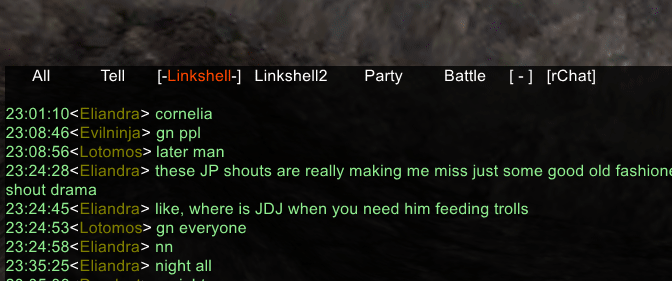 All Tell [-Linkshell-] Linkshell2 Party Battle [ - ] [rChat]
23:01:10<Eliandra> cornelia
23:08:46<Evilninja> gn ppl
23:08:56<Lotomos> later man
23:24:28<Eliandra> these JP shouts are really making me miss just some good old fashione
shout drama
23:24:45<Eliandra> like, where is JDJ when you need him feeding trolls
23:24:53<Lotomos> gn everyone
23:24:58<Eliandra> nn
23:35:25<Eliandra> night all